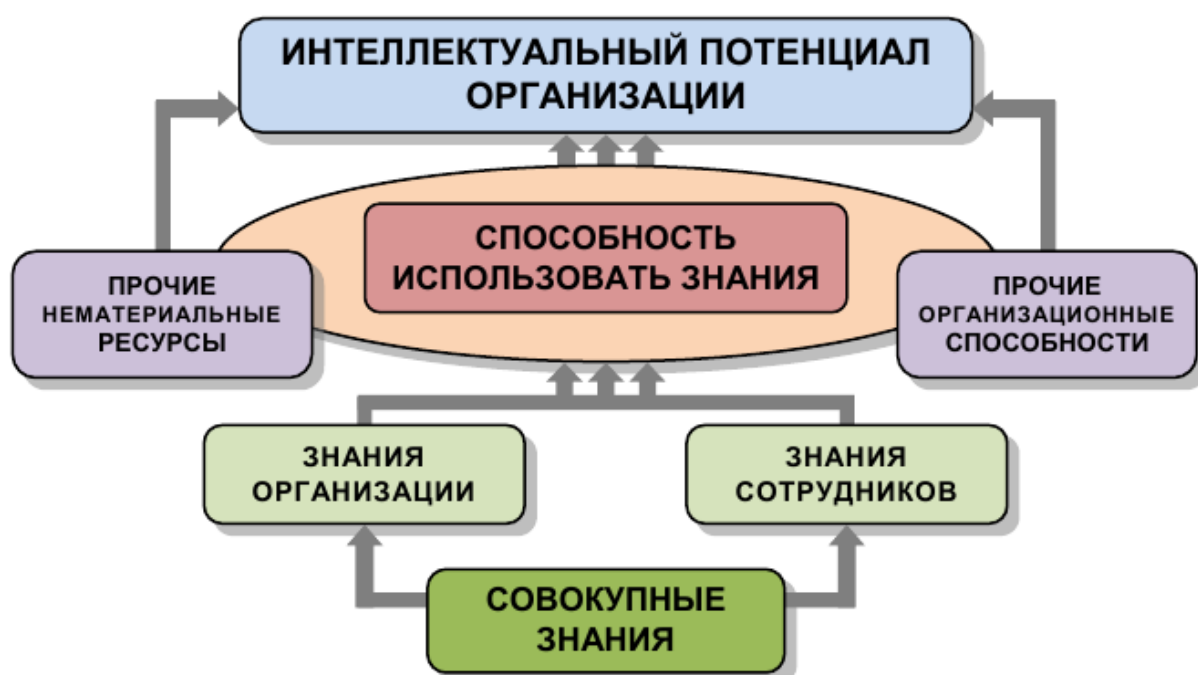 ИНТЕЛЛЕКТУАЛЬНЫЙ ПОТЕНЦИАЛ
ОРГАНИЗАЦИИ
СПОСОБНОСТЬ
ИСПОЛЬЗОВАТЬ ЗНАНИЯ
ПРОЧИЕ
НЕМАТЕРИАЛЬНЫЕ
РЕСУРСЫ
ПРОЧИЕ
ОРГАНИЗАЦИОННЫЕ
СПОСОБНОСТИ
ЗНАНИЯ
ОРГАНИЗАЦИИ
ЗНАНИЯ
СОТРУДНИКОВ
СОВОКУПНЫЕ
ЗНАНИЯ